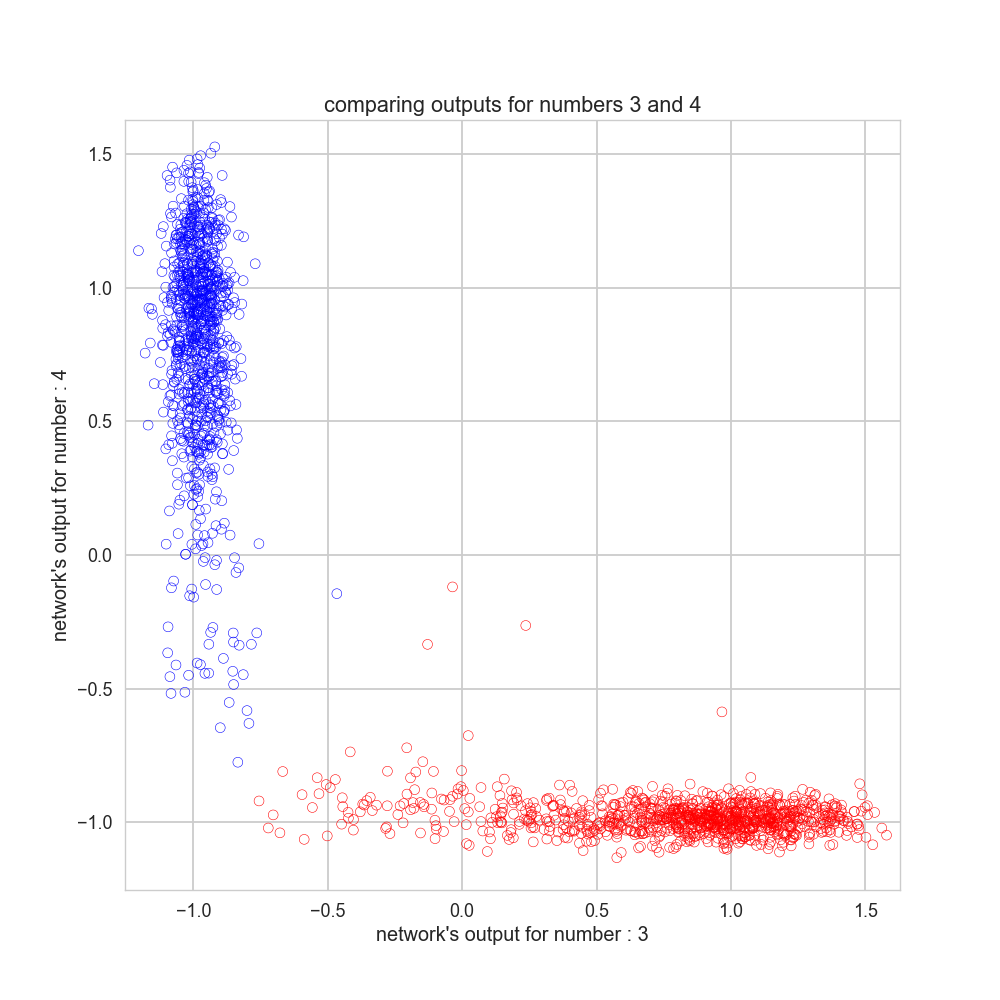 comparing outputs for numbers 3 and 4
network's output for number : 4
1.5
1.0
0.5
0.0
−0.5
−1.0
−1.0 −0.5 0.0 0.5 1.0 1.5
network's output for number : 3